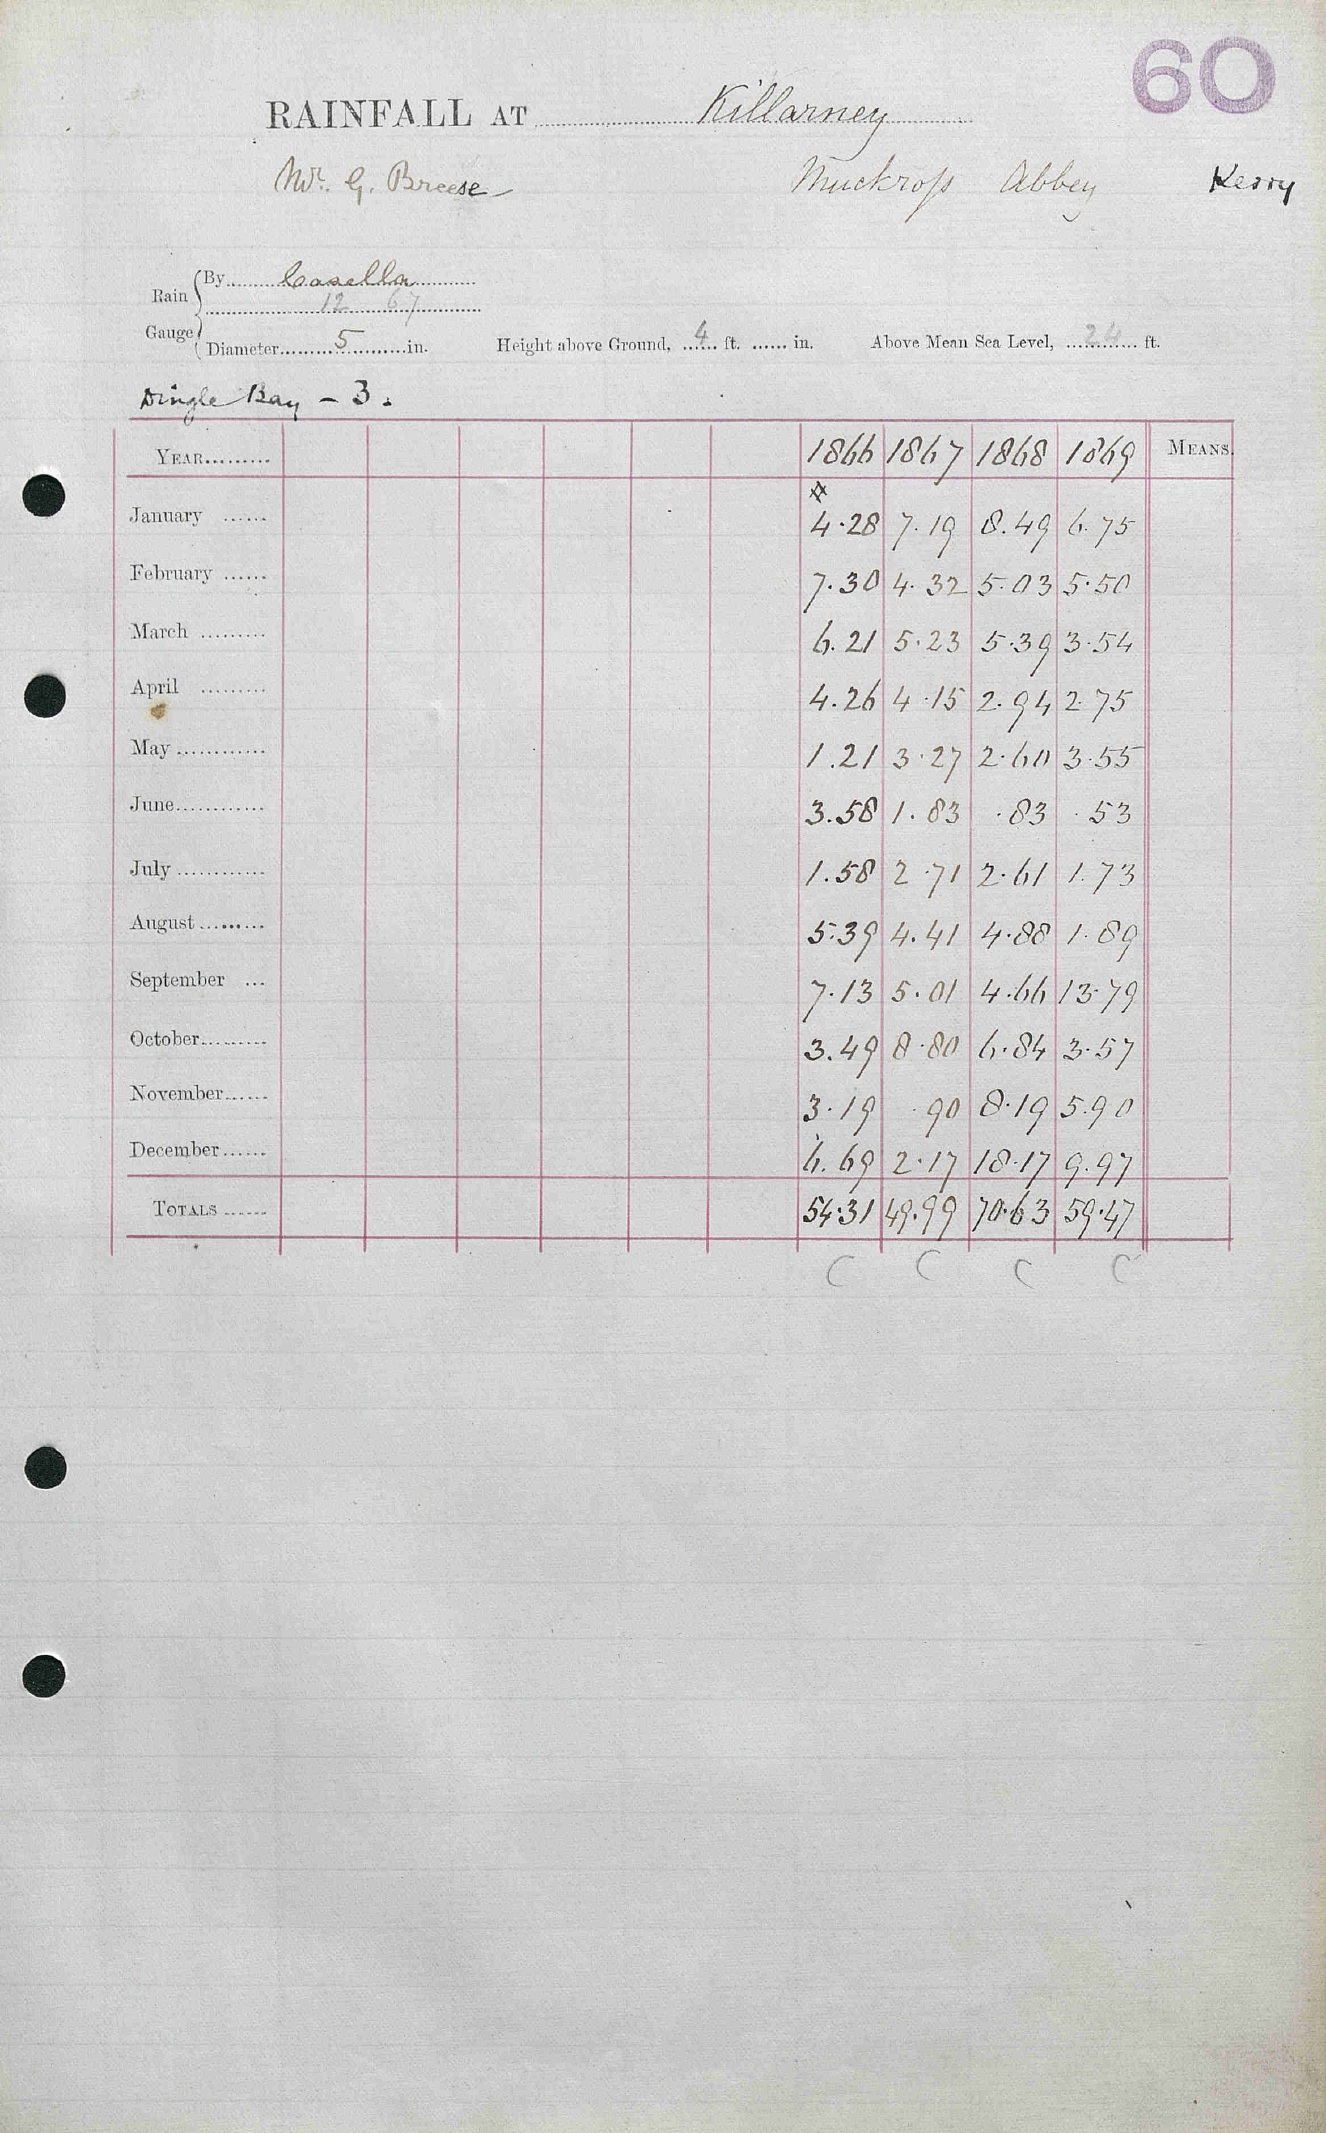 60
RAINFALL AT Killarney
Mr. G. Breese Muckross Abbey Kerry
Rain Gauge By Casella
12 67
Diameter 5 in. Height above Ground, 4 ft. in. Above Mean Sea Level, 24 ft.
Dingle Bay - 3.
YEAR 1866 1867 1868 1869 MEANS.
January 4.28 7.19 8.49 6.75
February 7.30 4.32 5.03 5.50
March 6.21 5.23 5.39 3.54
April 4.26 4.15 2.94 2.75
May 1.21 3.27 2.60 3.55
June 3.58 1.83 .83 .53
July 1.58 2.71 2.61 1.73
August 5.39 4.41 4.88 1.89
September 7.13 5.01 4.66 13.79
October 3.49 8.80 6.84 3.57
November 3.19 .90 8.19 5.90
December 6.69 2.17 18.17 9.97
TOTALS 54.31 49.99 70.63 59.47
C C C C